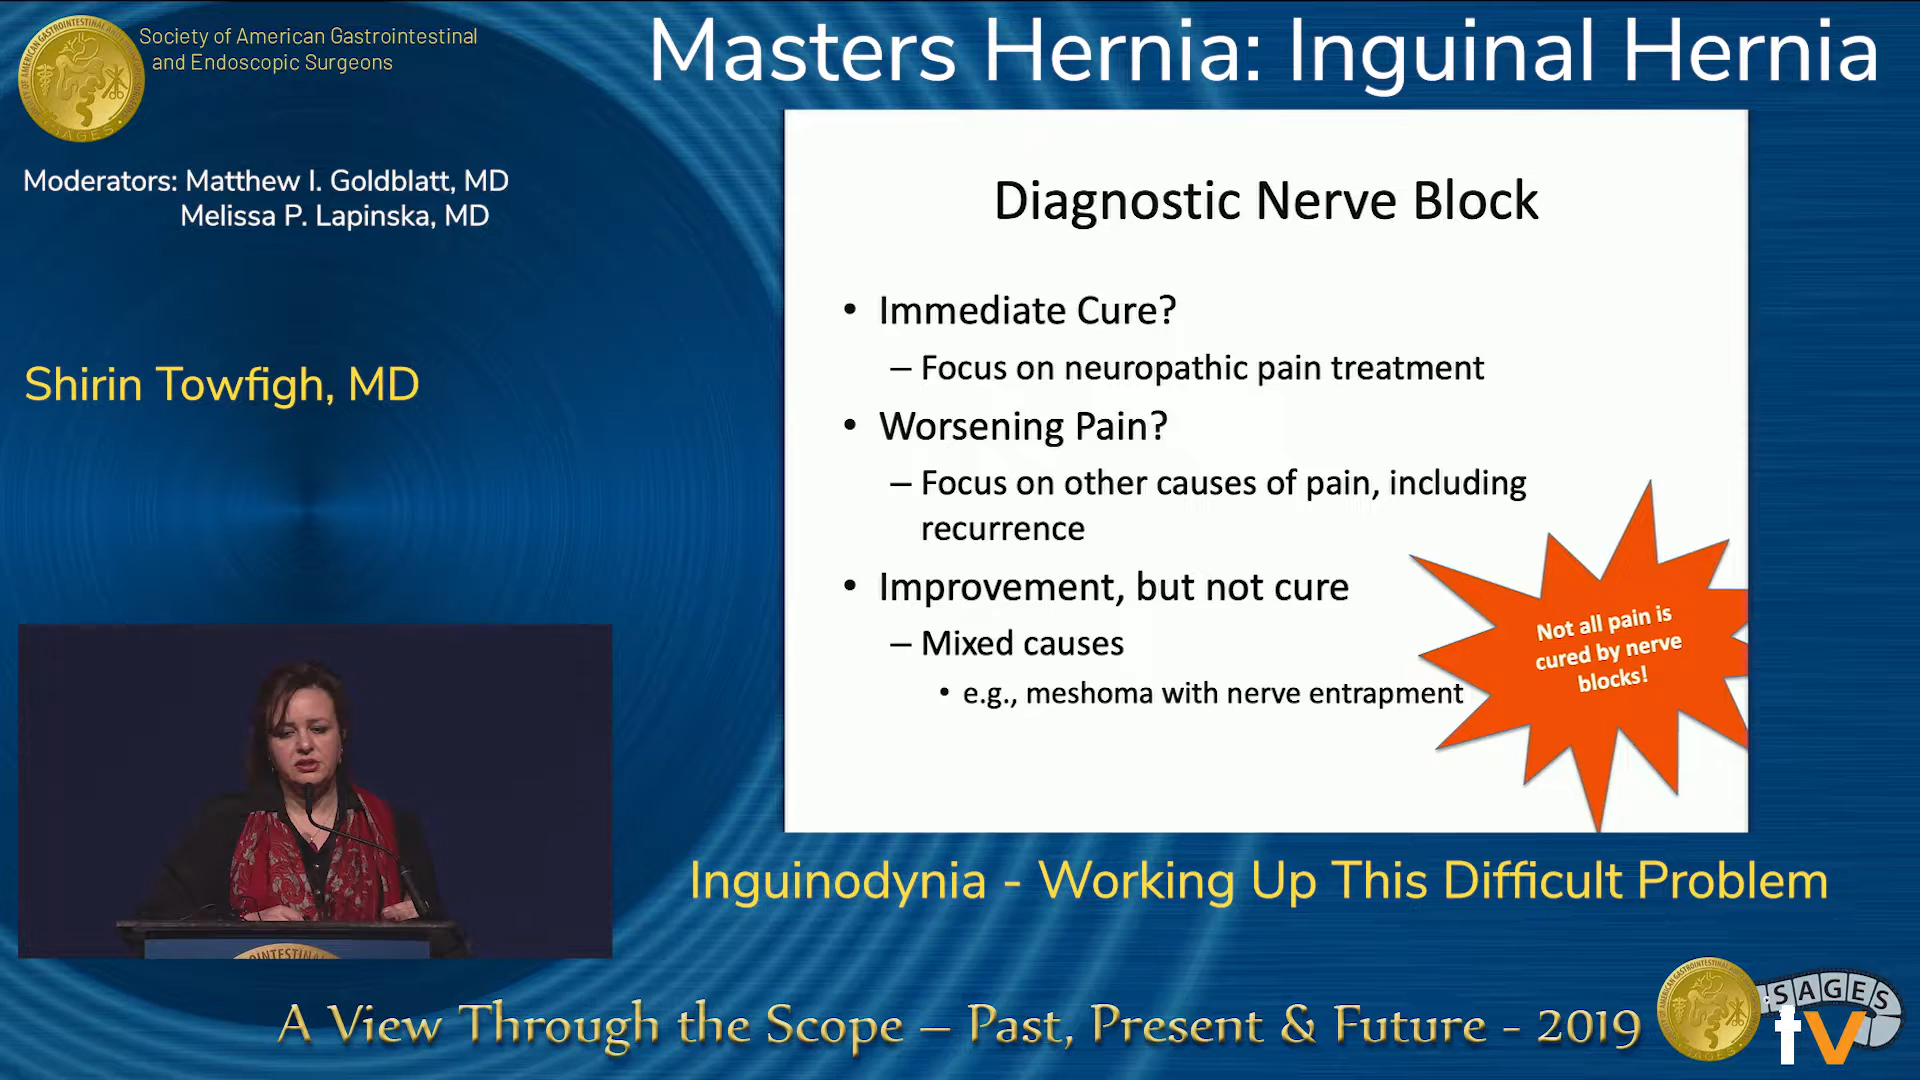 Society of American Gastrointestinal
and Endoscopic Surgeons
Masters Hernia: Inguinal Hernia
Moderators: Matthew I. Goldblatt, MD
Melissa P. Lapinska, MD
Shirin Towfigh, MD
Diagnostic Nerve Block
• Immediate Cure?
– Focus on neuropathic pain treatment
• Worsening Pain?
– Focus on other causes of pain, including
recurrence
• Improvement, but not cure
– Mixed causes
• e.g., meshoma with nerve entrapment
Not all pain is
cured by nerve
blocks!
Inguinodynia - Working Up This Difficult Problem
A View Through the Scope – Past, Present & Future - 2019
SAGES
tv